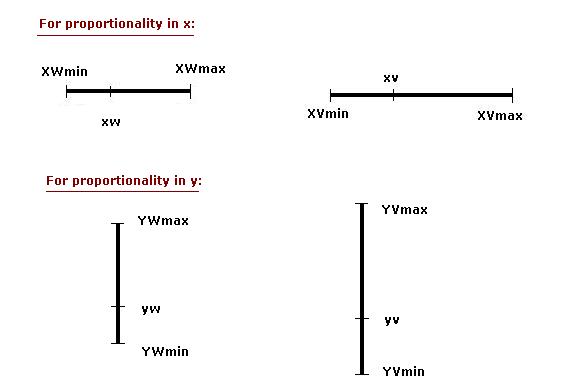 For proportionality in x:
XWmin
XWmax
xw
xv
XVmin
XVmax
For proportionality in y:
YWmax
yw
YWmin
YVmax
yv
YVmin